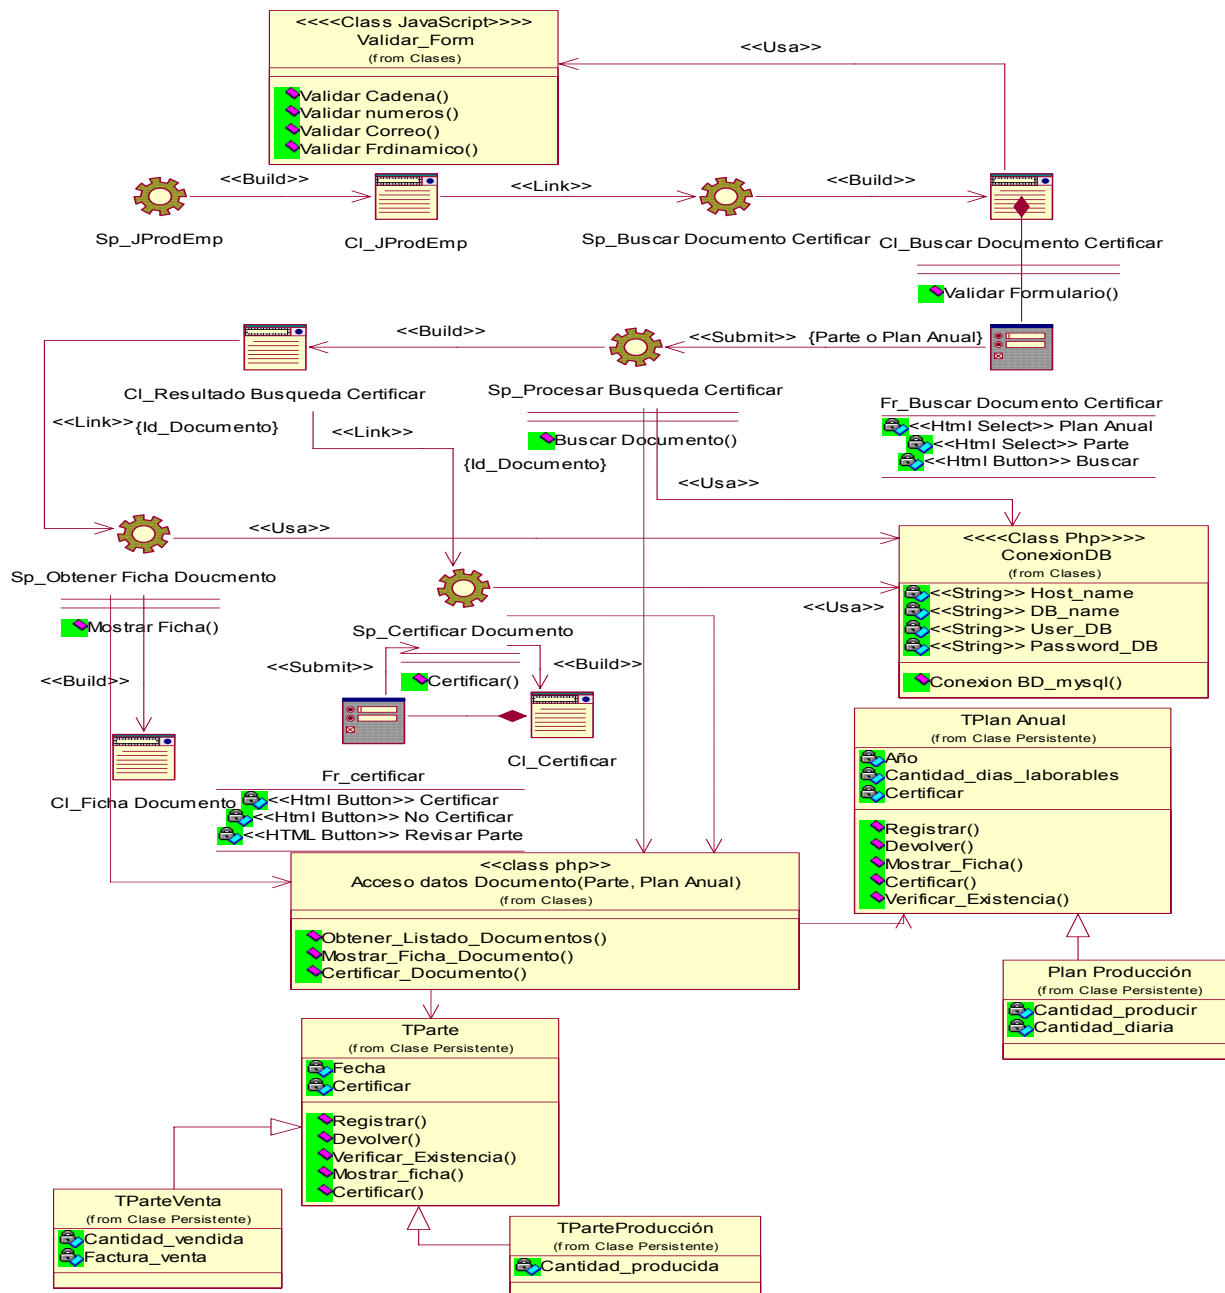 <<<<Class JavaScript>>>>
Validar_Form
(from Clases)
Validar Cadena()
Validar numeros()
Validar Correo()
Validar Frdinamico()
<<Usa>>
<<Build>>
<<Link>>
<<Build>>
Sp_JProdEmp
Cl_JProdEmp
Sp_Buscar Documento Certificar
Cl_Buscar Documento Certificar
Validar Formulario()
<<Build>>
<<Submit>> {Parte o Plan Anual}
Cl_Resultado Busqueda Certificar
Sp_Procesar Busqueda Certificar
Buscar Documento()
Fr_Buscar Documento Certificar
<<Html Select>> Plan Anual
<<Html Select>> Parte
<<Html Button>> Buscar
<<Link>>
{Id_Documento}
<<Link>>
{Id_Documento}
<<Usa>>
<<Usa>>
Sp_Obtener Ficha Doucmento
Mostrar Ficha()
<<Build>>
Cl_Ficha Documento
<<Usa>>
Sp_Certificar Documento
Certificar()
<<Submit>>
<<Build>>
Cl_Certificar
Fr_certificar
<<Html Button>> Certificar
<<Html Button>> No Certificar
<<HTML Button>> Revisar Parte
<<<<Class Php>>>>
ConexionDB
(from Clases)
<<String>> Host_name
<<String>> DB_name
<<String>> User_DB
<<String>> Password_DB
Conexion BD_mysql()
TPlan Anual
(from Clase Persistente)
Año
Cantidad_dias_laborables
Certificar
Registrar()
Devolver()
Mostrar_Ficha()
Certificar()
Verificar_Existencia()
<<class php>>
Acceso datos Documento(Parte, Plan Anual)
(from Clases)
Obtener_Listado_Documentos()
Mostrar_Ficha_Documento()
Certificar_Documento()
Plan Producción
(from Clase Persistente)
Cantidad_producir
Cantidad_diaria
TParte
(from Clase Persistente)
Fecha
Certificar
Registrar()
Devolver()
Verificar_Existencia()
Mostrar_ficha()
Certificar()
TParteVenta
(from Clase Persistente)
Cantidad_vendida
Factura_venta
TParteProducción
(from Clase Persistente)
Cantidad_producida